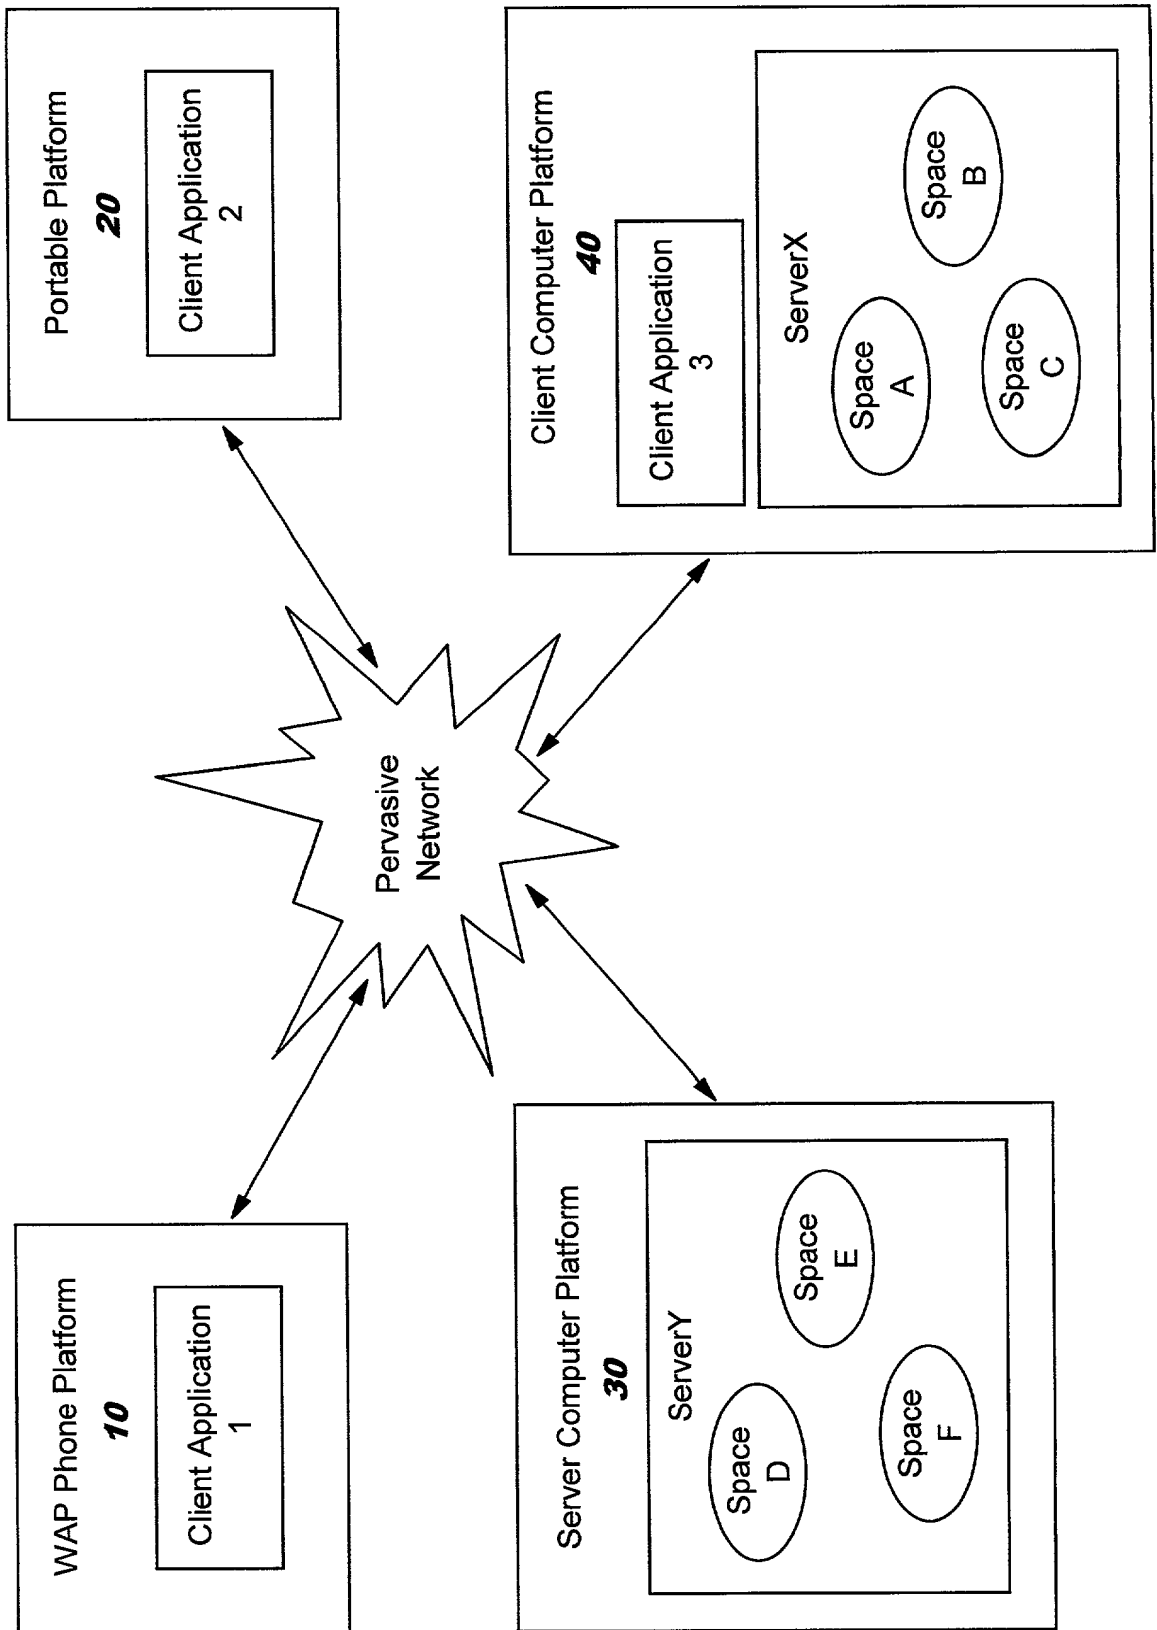 WAP Phone Platform
10
Client Application
1
Portable Platform
20
Client Application
2
Pervasive
Network
Server Computer Platform
30
ServerY
Space
D
Space
E
Space
F
Client Computer Platform
40
Client Application
3
ServerX
Space
A
Space
B
Space
C